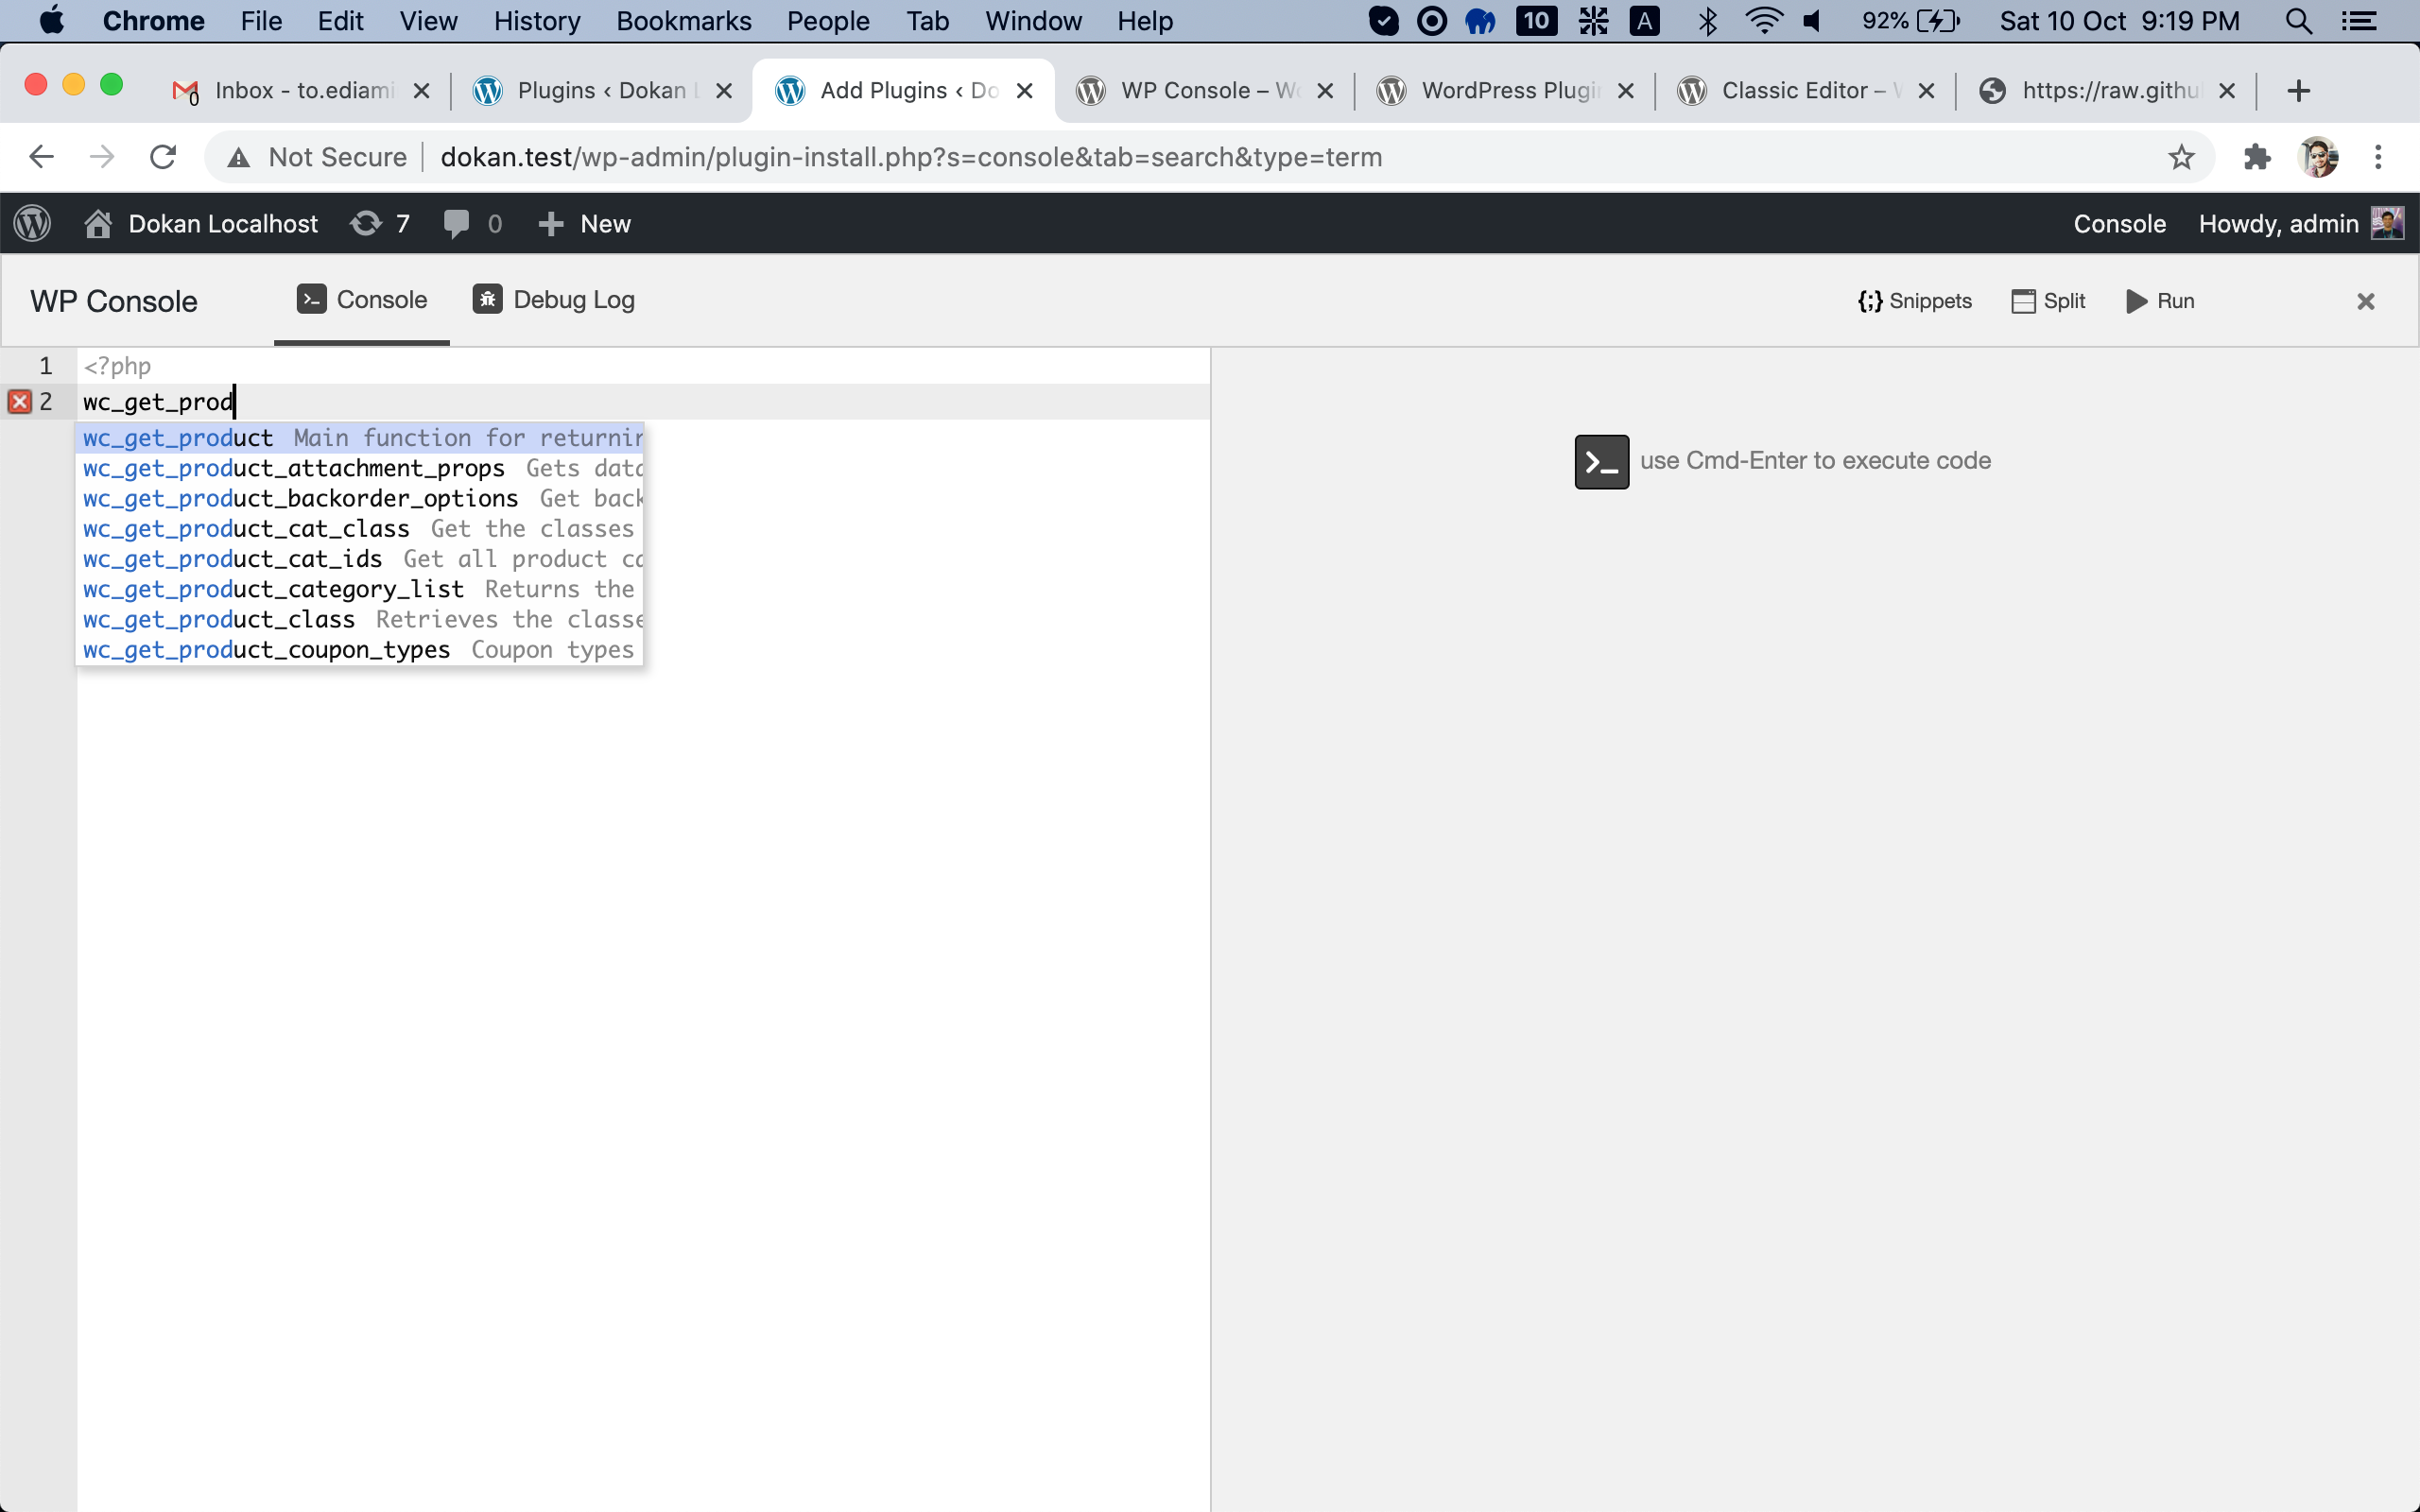 Chrome File Edit View History Bookmarks People Tab Window Help 10 A 92% Sat 10 Oct 9:19 PM
Inbox - to.ediami Plugins ‹ Dokan L Add Plugins ‹ Do WP Console – Wo WordPress Plugin Classic Editor – W https://raw.githu
Not Secure dokan.test/wp-admin/plugin-install.php?s=console&tab=search&type=term
Dokan Localhost 7 0 New Console Howdy, admin
WP Console Console Debug Log {;} Snippets Split Run
1 <?php
2 wc_get_prod
wc_get_product Main function for returnin
wc_get_product_attachment_props Gets data
wc_get_product_backorder_options Get back
wc_get_product_cat_class Get the classes
wc_get_product_cat_ids Get all product ca
wc_get_product_category_list Returns the
wc_get_product_class Retrieves the classe
wc_get_product_coupon_types Coupon types
use Cmd-Enter to execute code